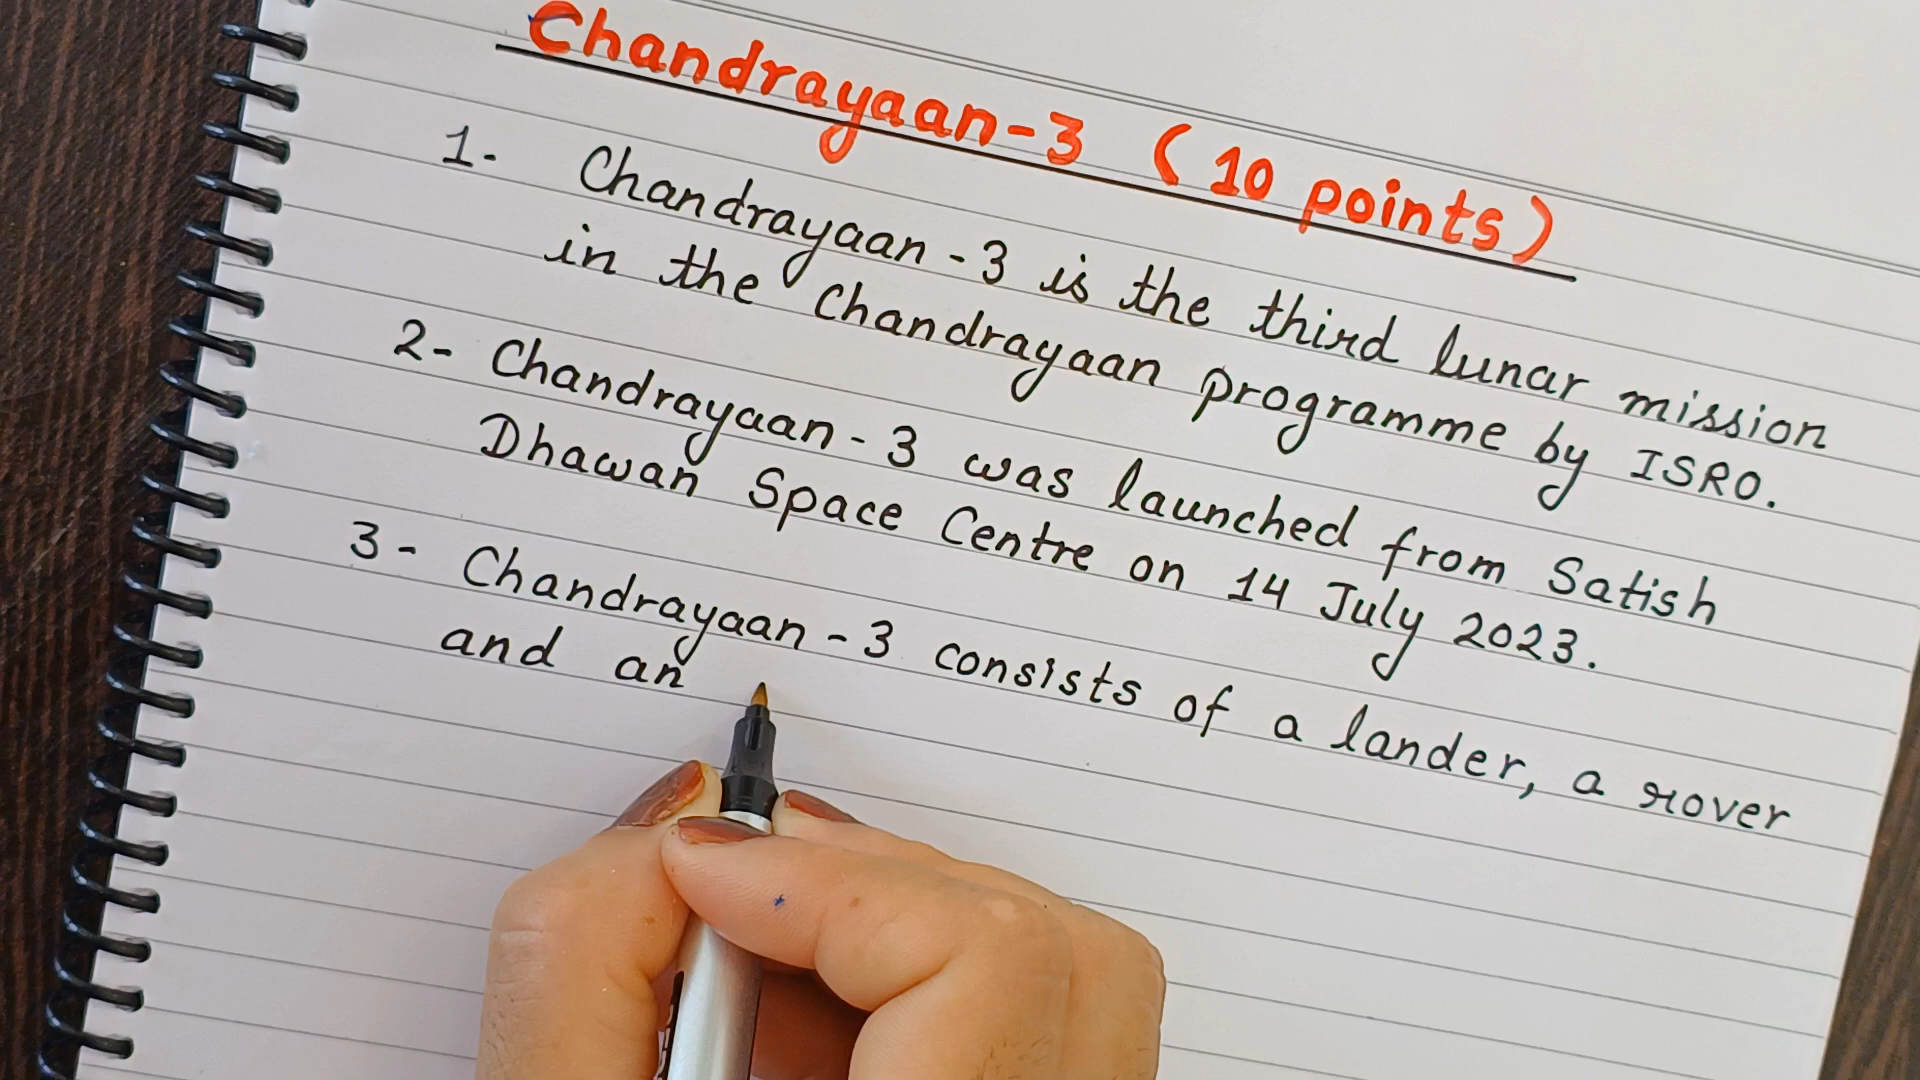 Chandrayaan-3 (10 points)
1. Chandrayaan-3 is the third lunar mission
in the Chandrayaan programme by ISRO.
2- Chandrayaan-3 was launched from Satish
Dhawan Space Centre on 14 July 2023.
3- Chandrayaan-3 consists of a lander, a rover
and an